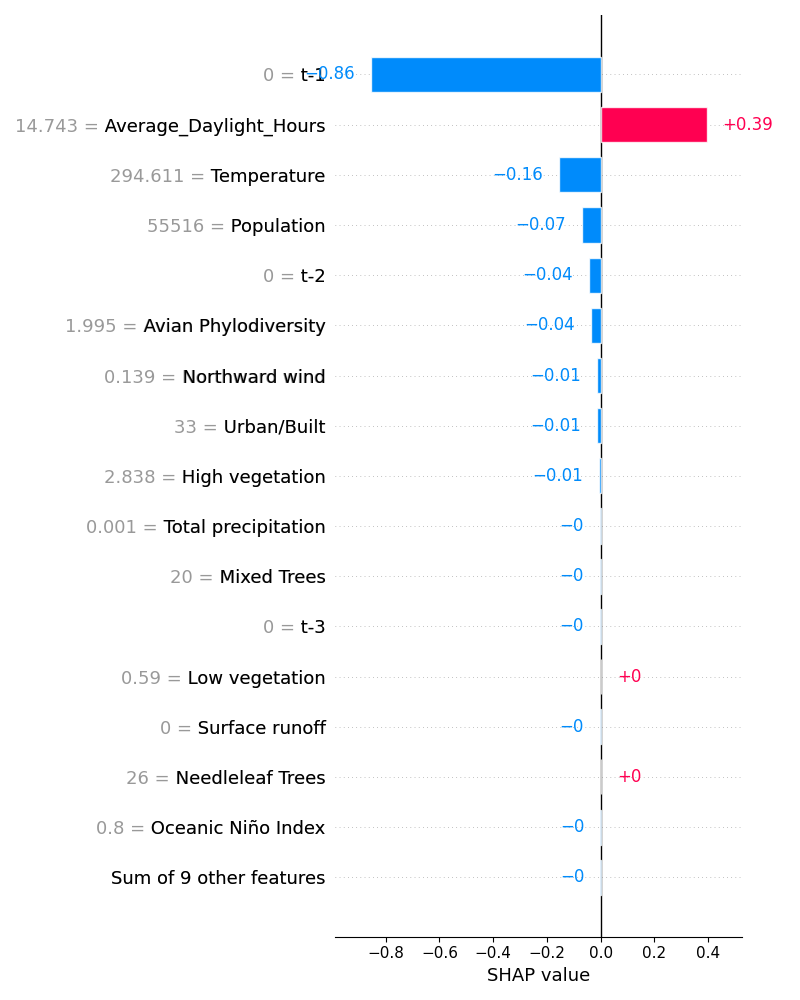 0 = t-1 −0.86
14.743 = Average_Daylight_Hours +0.39
294.611 = Temperature −0.16
55516 = Population −0.07
0 = t-2 −0.04
1.995 = Avian Phylodiversity −0.04
0.139 = Northward wind −0.01
33 = Urban/Built −0.01
2.838 = High vegetation −0.01
0.001 = Total precipitation −0
20 = Mixed Trees −0
0 = t-3 −0
0.59 = Low vegetation +0
0 = Surface runoff −0
26 = Needleleaf Trees +0
0.8 = Oceanic Niño Index −0
Sum of 9 other features −0
−0.8 −0.6 −0.4 −0.2 0.0 0.2 0.4
SHAP value